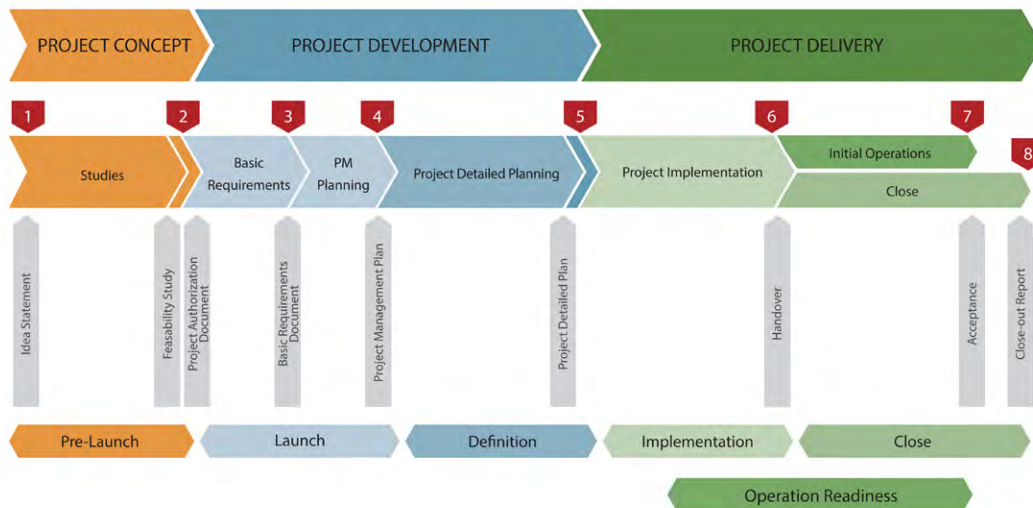 PROJECT CONCEPT
PROJECT DEVELOPMENT
PROJECT DELIVERY
1
2
3
4
5
6
7
8
Studies
Basic
Requirements
PM
Planning
Project Detailed Planning
Project Implementation
Initial Operations
Close
Idea Statement
Feasability Study
Project Authorization
Document
Basic Requirements
Document
Project Management Plan
Project Detailed Plan
Handover
Acceptance
Close-out Report
Pre-Launch
Launch
Definition
Implementation
Close
Operation Readiness